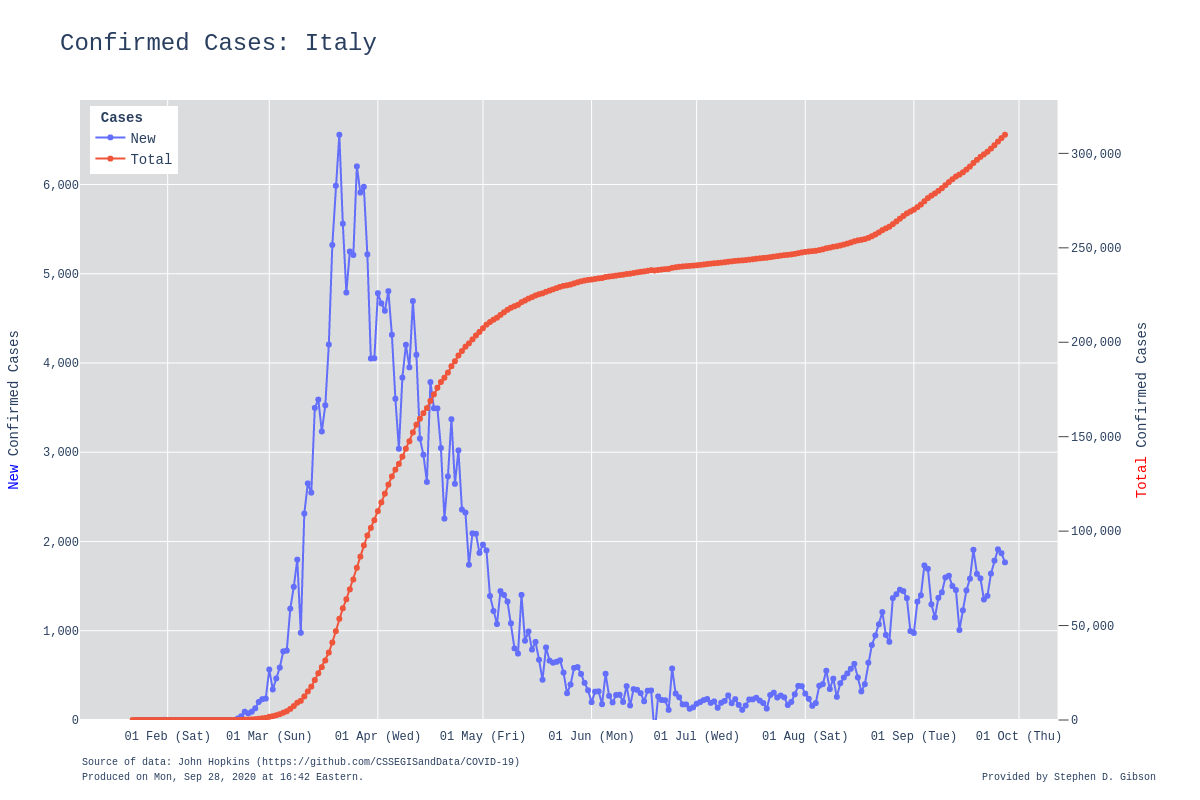 Confirmed Cases: Italy
Cases
New
Total
6,000
5,000
4,000
3,000
2,000
1,000
0
New Confirmed Cases
300,000
250,000
200,000
150,000
100,000
50,000
0
Total Confirmed Cases
01 Feb (Sat) 01 Mar (Sun) 01 Apr (Wed) 01 May (Fri) 01 Jun (Mon) 01 Jul (Wed) 01 Aug (Sat) 01 Sep (Tue) 01 Oct (Thu)
Source of data: John Hopkins (https://github.com/CSSEGISandData/COVID-19)
Produced on Mon, Sep 28, 2020 at 16:42 Eastern.
Provided by Stephen D. Gibson